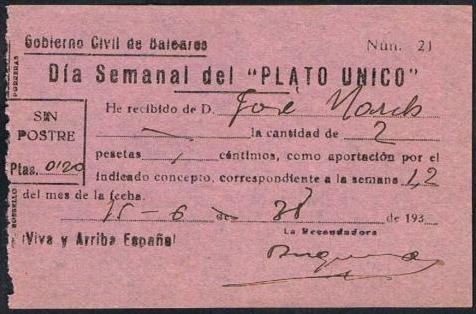 Gobierno Civil de Baleares
Núm. 21
Día Semanal del "PLATO UNICO"
SIN
POSTRE
Ptas. 0'20
He recibido de D. José March
la cantidad de 2
pesetas céntimos, como aportación por el
indicado concepto, correspondiente a la semana 1,2
del mes de la fecha.
15-6 de 38 de 193
¡Viva y Arriba España!
La Recaudadora